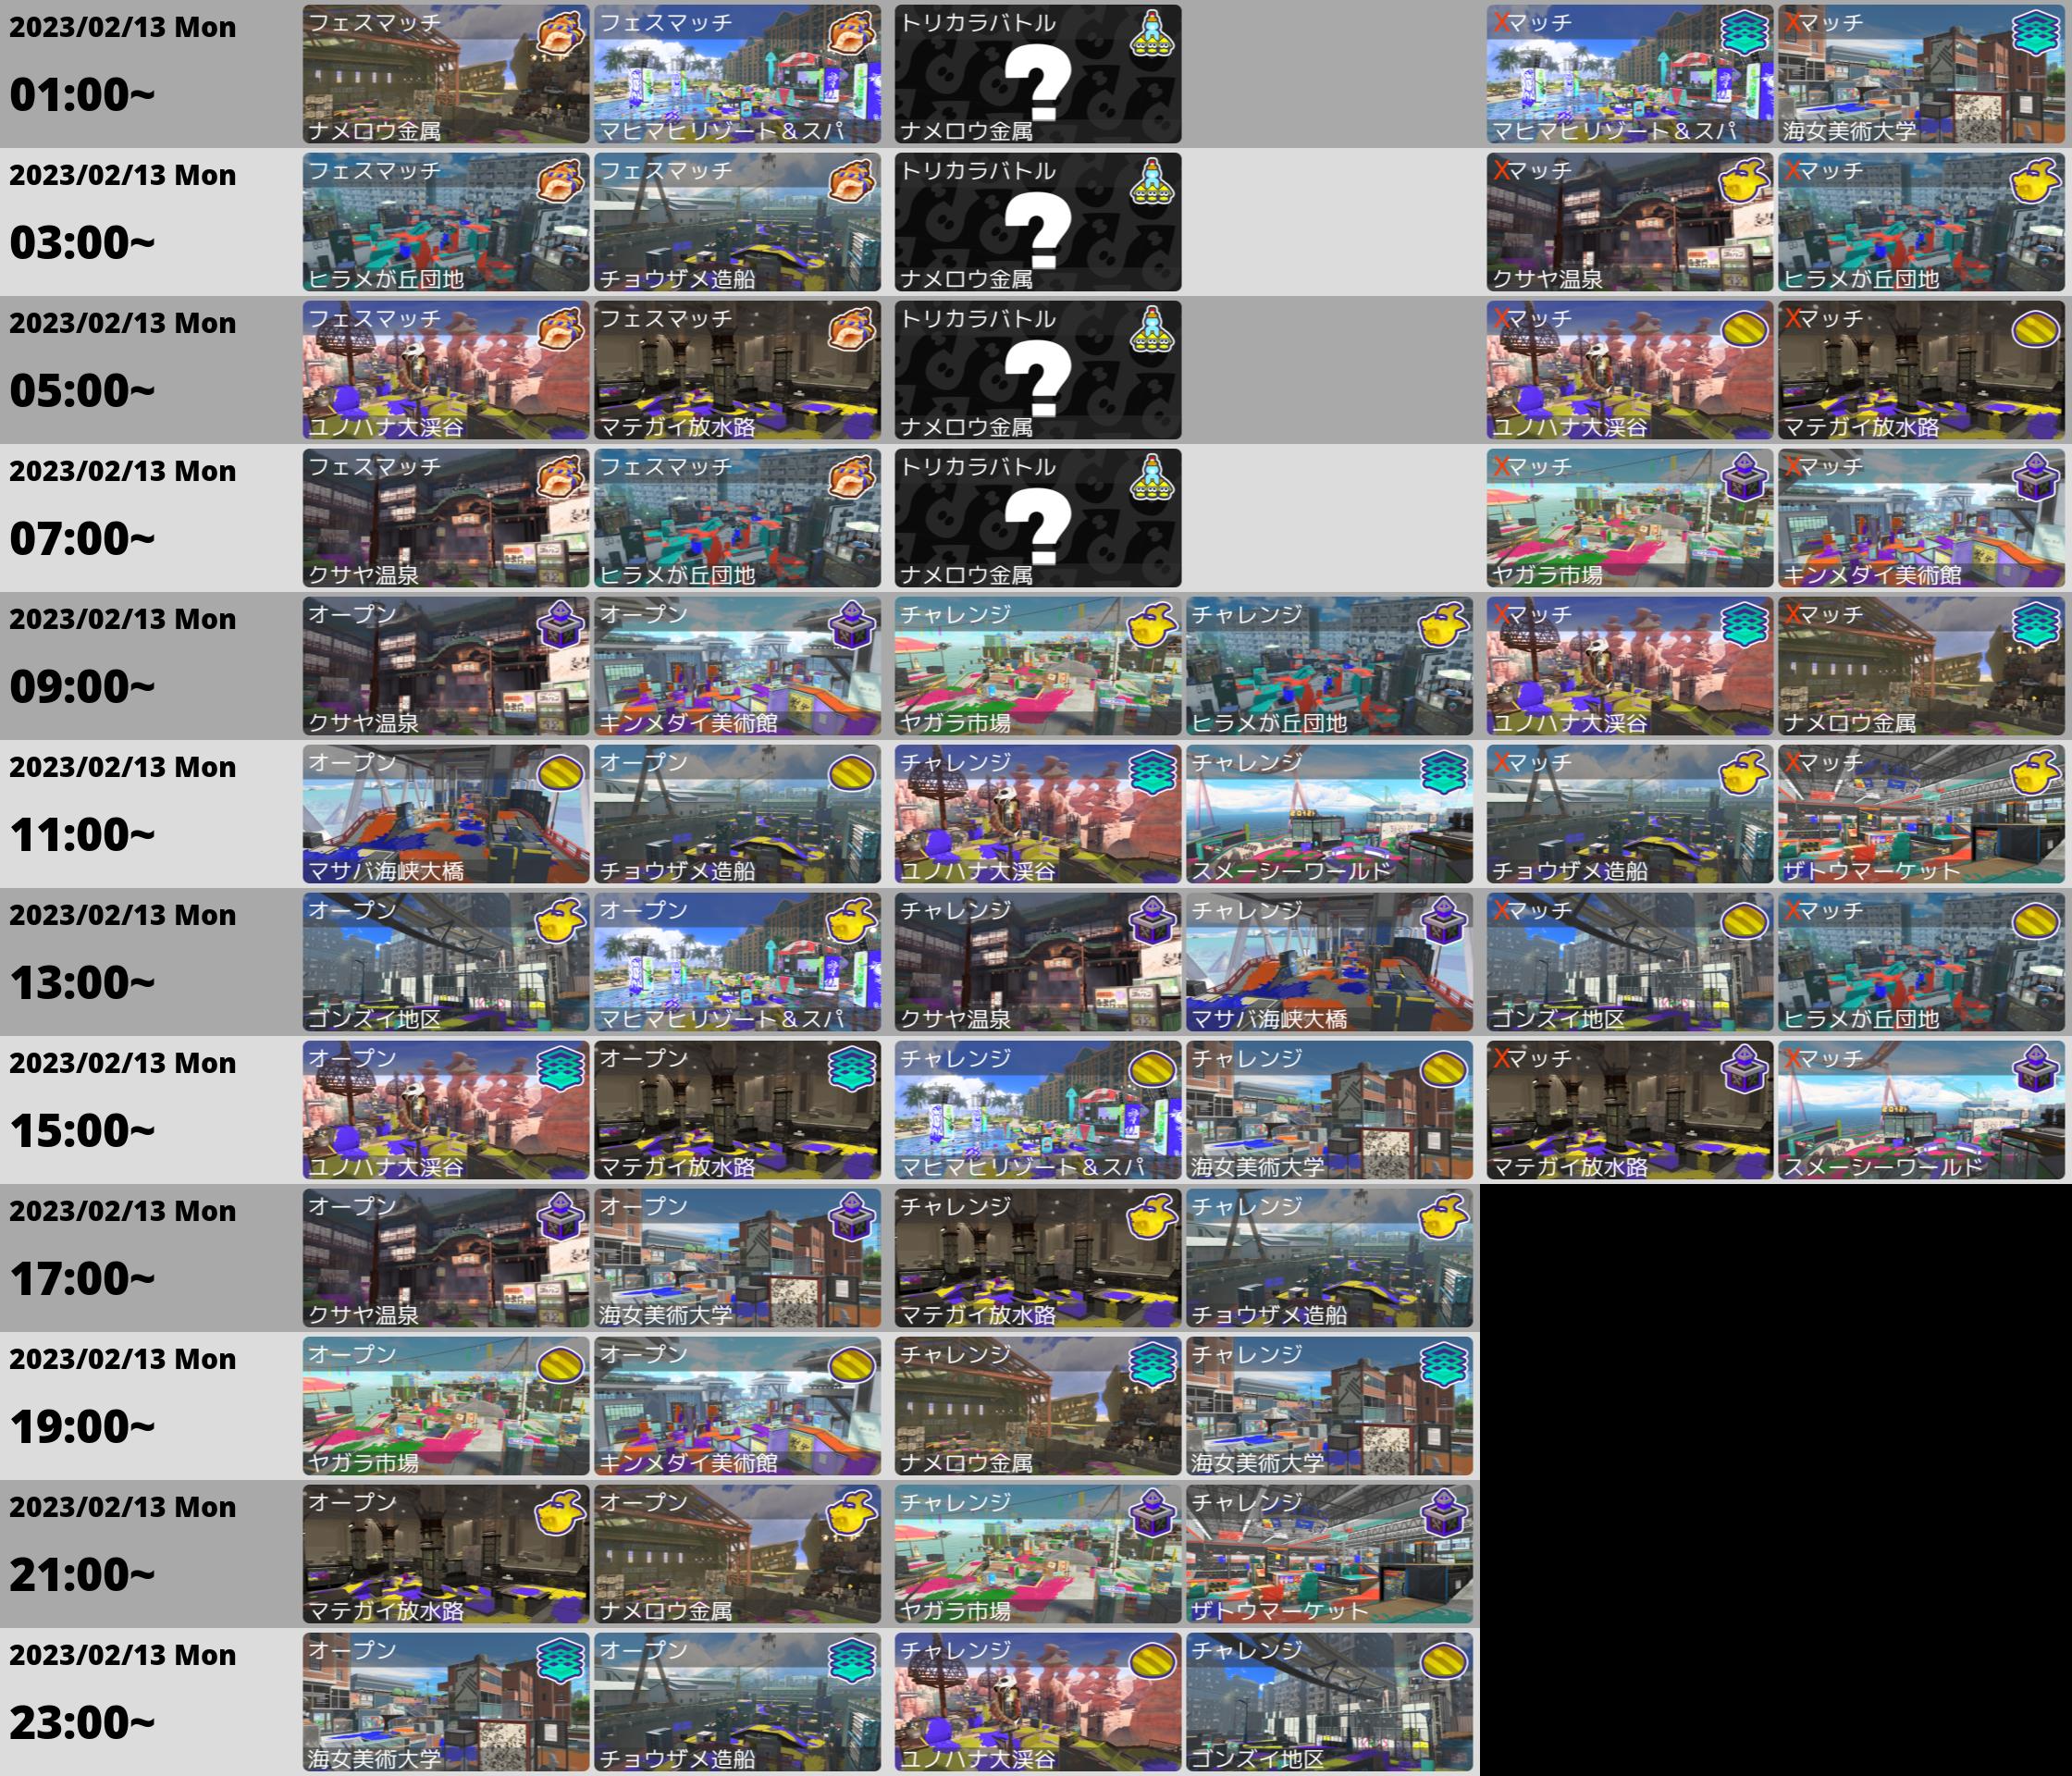 2023/02/13 Mon
01:00~
フェスマッチ
ナメロウ金属
フェスマッチ
マヒマヒリゾート＆スパ
トリカラバトル
?
ナメロウ金属
Xマッチ
マヒマヒリゾート＆スパ
Xマッチ
海女美術大学
2023/02/13 Mon
03:00~
フェスマッチ
ヒラメが丘団地
フェスマッチ
チョウザメ造船
トリカラバトル
?
ナメロウ金属
Xマッチ
クサヤ温泉
Xマッチ
ヒラメが丘団地
2023/02/13 Mon
05:00~
フェスマッチ
ユノハナ大渓谷
フェスマッチ
マテガイ放水路
トリカラバトル
?
ナメロウ金属
Xマッチ
ユノハナ大渓谷
Xマッチ
マテガイ放水路
2023/02/13 Mon
07:00~
フェスマッチ
クサヤ温泉
フェスマッチ
ヒラメが丘団地
トリカラバトル
?
ナメロウ金属
Xマッチ
ヤガラ市場
Xマッチ
キンメダイ美術館
2023/02/13 Mon
09:00~
オープン
クサヤ温泉
オープン
キンメダイ美術館
チャレンジ
ヤガラ市場
チャレンジ
ヒラメが丘団地
Xマッチ
ユノハナ大渓谷
Xマッチ
ナメロウ金属
2023/02/13 Mon
11:00~
オープン
マサバ海峡大橋
オープン
チョウザメ造船
チャレンジ
ユノハナ大渓谷
チャレンジ
スメーシーワールド
Xマッチ
チョウザメ造船
Xマッチ
ザトウマーケット
2023/02/13 Mon
13:00~
オープン
ゴンズイ地区
オープン
マヒマヒリゾート＆スパ
チャレンジ
クサヤ温泉
チャレンジ
マサバ海峡大橋
Xマッチ
ゴンズイ地区
Xマッチ
ヒラメが丘団地
2023/02/13 Mon
15:00~
オープン
ユノハナ大渓谷
オープン
マテガイ放水路
チャレンジ
マヒマヒリゾート＆スパ
チャレンジ
海女美術大学
Xマッチ
マテガイ放水路
Xマッチ
スメーシーワールド
2023/02/13 Mon
17:00~
オープン
クサヤ温泉
オープン
海女美術大学
チャレンジ
マテガイ放水路
チャレンジ
チョウザメ造船
2023/02/13 Mon
19:00~
オープン
ヤガラ市場
オープン
キンメダイ美術館
チャレンジ
ナメロウ金属
チャレンジ
海女美術大学
2023/02/13 Mon
21:00~
オープン
マテガイ放水路
オープン
ナメロウ金属
チャレンジ
ヤガラ市場
チャレンジ
ザトウマーケット
2023/02/13 Mon
23:00~
オープン
海女美術大学
オープン
チョウザメ造船
チャレンジ
ユノハナ大渓谷
チャレンジ
ゴンズイ地区